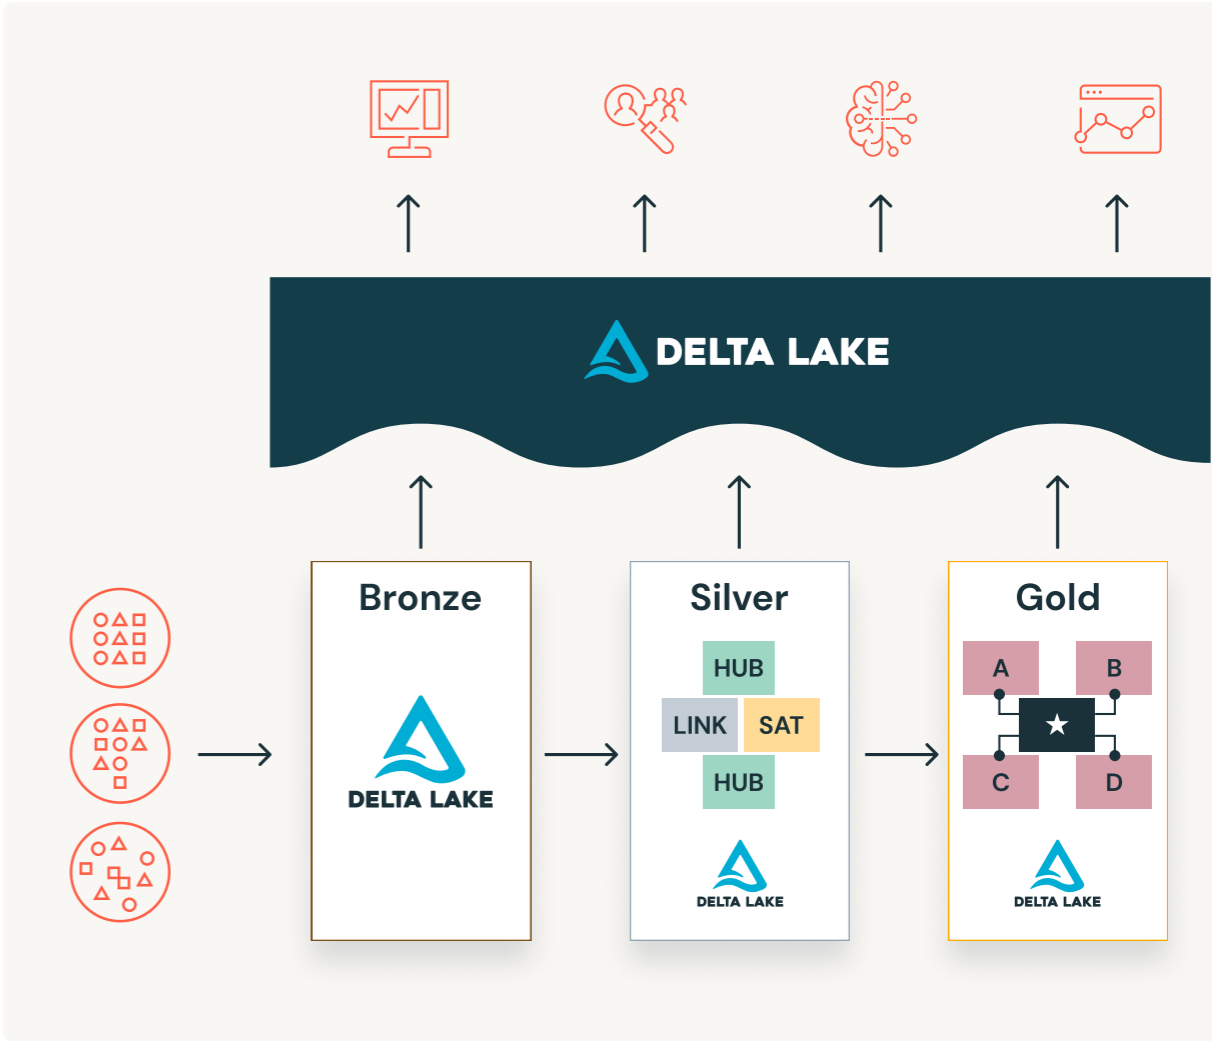 DELTA LAKE
Bronze
Silver
Gold
HUB
A
B
LINK
SAT
HUB
C
D
DELTA LAKE
DELTA LAKE
DELTA LAKE